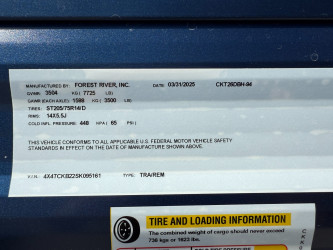 MANUFACTURED BY: FOREST RIVER, INC. DATE: 03/31/2025 CKT26DBH-94
GVWR: 3504 KG ( 7725 LB)
GAWR (EACH AXLE): 1588 KG ( 3500 LB)
TIRES: ST205/75R14/D
RIMS: 14X5.5J
COLD INFL. PRESSURE: 448 KPA ( 65 PSI)
THIS VEHICLE CONFORMS TO ALL APPLICABLE U.S. FEDERAL MOTOR VEHICLE SAFETY
STANDARDS IN EFFECT ON THE DATE OF MANUFACTURE SHOWN ABOVE.
V.I.N.: 4X4TCKB22SK095161 TYPE: TRA/REM
TIRE AND LOADING INFORMATION
The combined weight of cargo should never exceed
736 kgs or 1623 lbs.